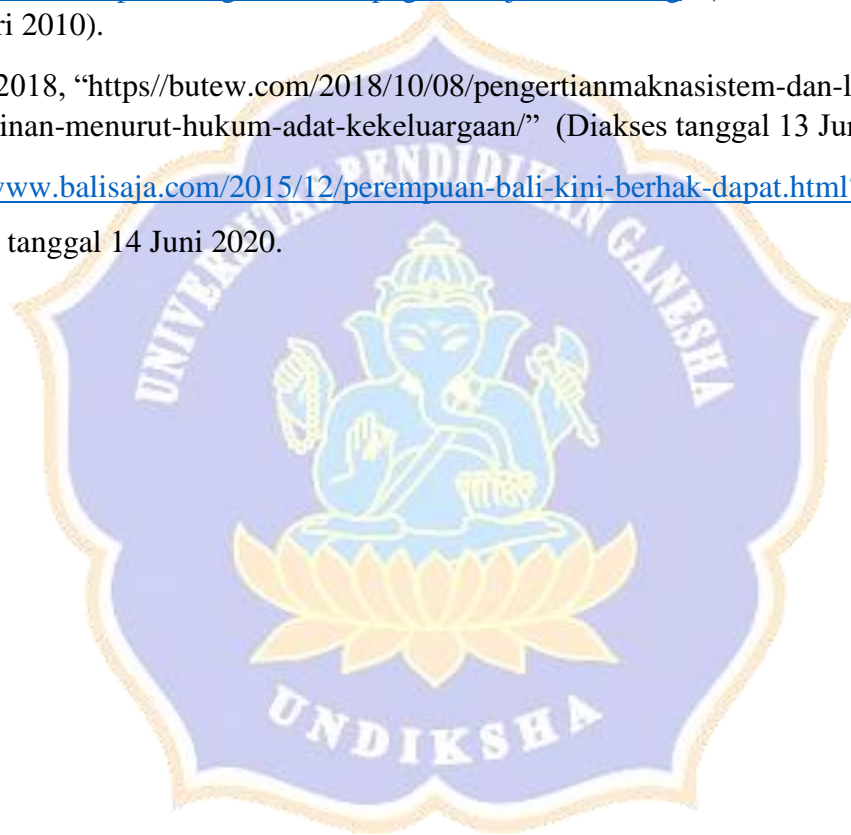 ri 2010).
2018, “https//butew.com/2018/10/08/pengertianmaknasistem-dan-l
inan-menurut-hukum-adat-kekeluargaan/” (Diakses tanggal 13 Jun
www.balisaja.com/2015/12/perempuan-bali-kini-berhak-dapat.html
tanggal 14 Juni 2020.
UNIVERSITAS PENDIDIKAN GANESHA
UNDIKSHA